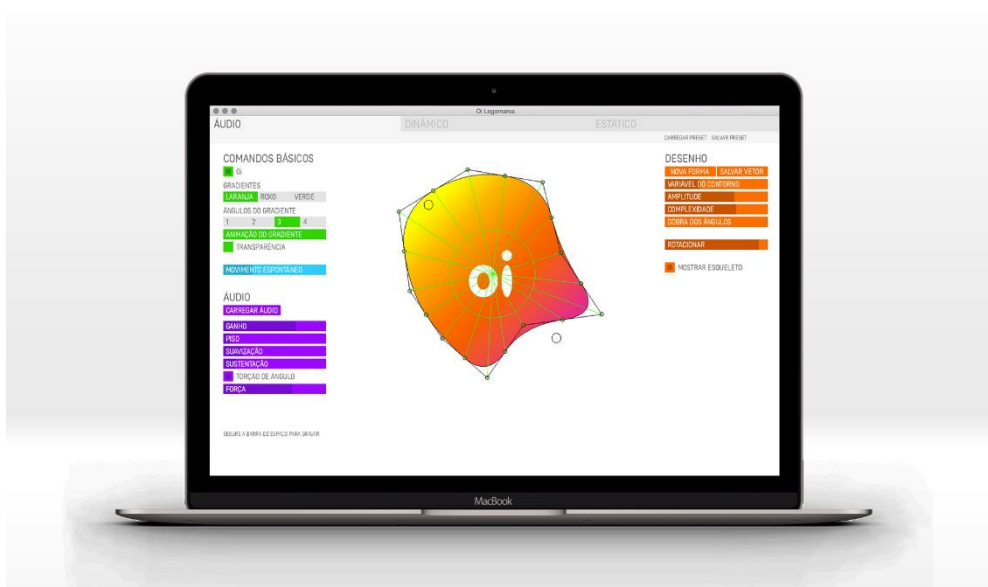 Oi Logomarca
ÁUDIO DINÂMICO ESTÁTICO
CARREGAR PRESET SALVAR PRESET
COMANDOS BÁSICOS
Oi
GRADIENTES
LARANJA ROXO VERDE
ÂNGULOS DO GRADIENTE
1 2 3 4
ANIMAÇÃO DO GRADIENTE
TRANSPARÊNCIA
MOVIMENTO ESPONTÂNEO
ÁUDIO
CARREGAR ÁUDIO
GANHO
PISO
SUAVIZAÇÃO
SUSTENTAÇÃO
TORÇÃO DE ÂNGULO
FORÇA
SEGURE A BARRA DE ESPAÇO PARA GRAVAR
oi
DESENHO
NOVA FORMA SALVAR VETOR
VARIÁVEL DO CONTORNO
AMPLITUDE
COMPLEXIDADE
DOBRA DOS ÂNGULOS
ROTACIONAR
MOSTRAR ESQUELETO
MacBook